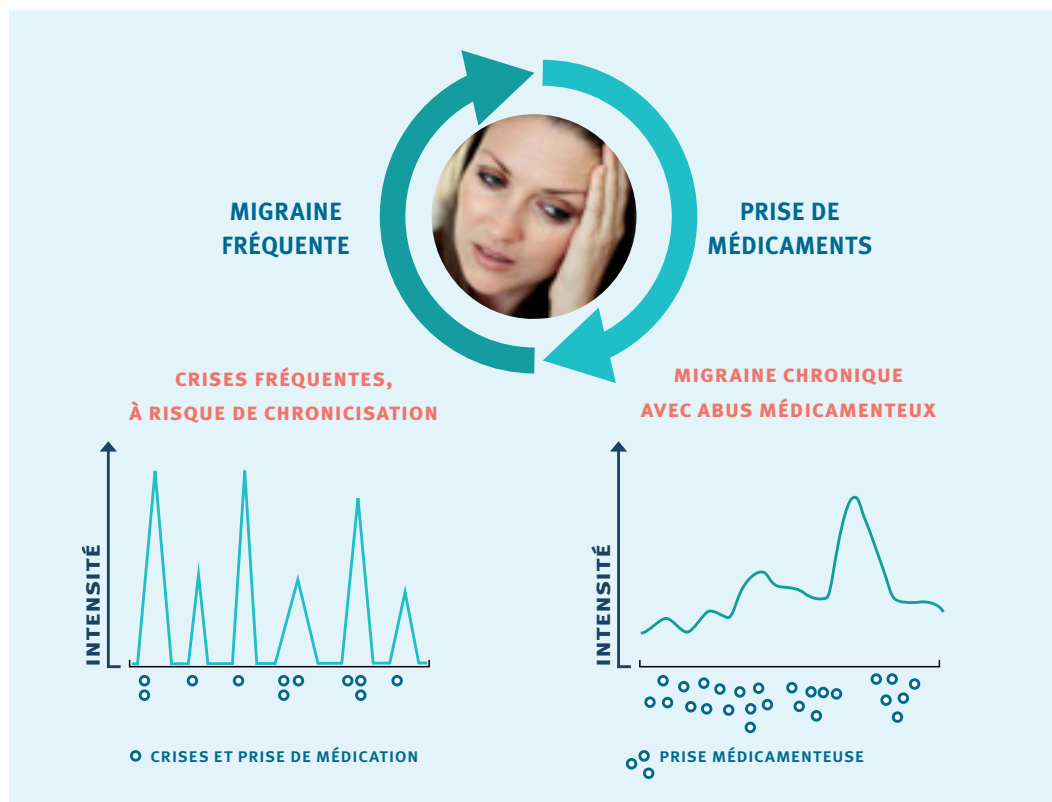 MIGRAINE
FRÉQUENTE
PRISE DE
MÉDICAMENTS
CRISES FRÉQUENTES,
À RISQUE DE CHRONICISATION
MIGRAINE CHRONIQUE
AVEC ABUS MÉDICAMENTEUX
INTENSITÉ
INTENSITÉ
CRISES ET PRISE DE MÉDICATION
PRISE MÉDICAMENTEUSE